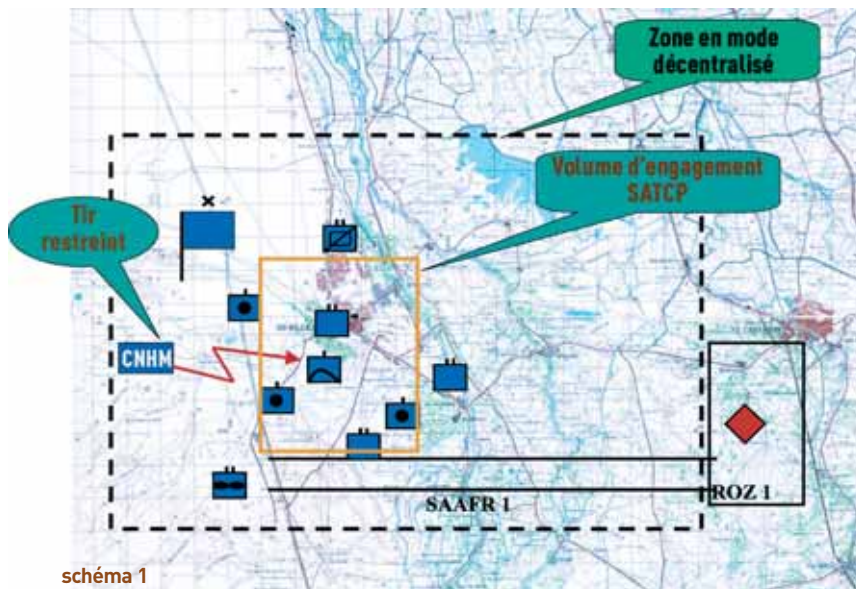 Zone en mode
décentralisé
Volume d'engagement
SATCP
Tir
restreint
CNHM
SAAFR 1
ROZ 1
schéma 1